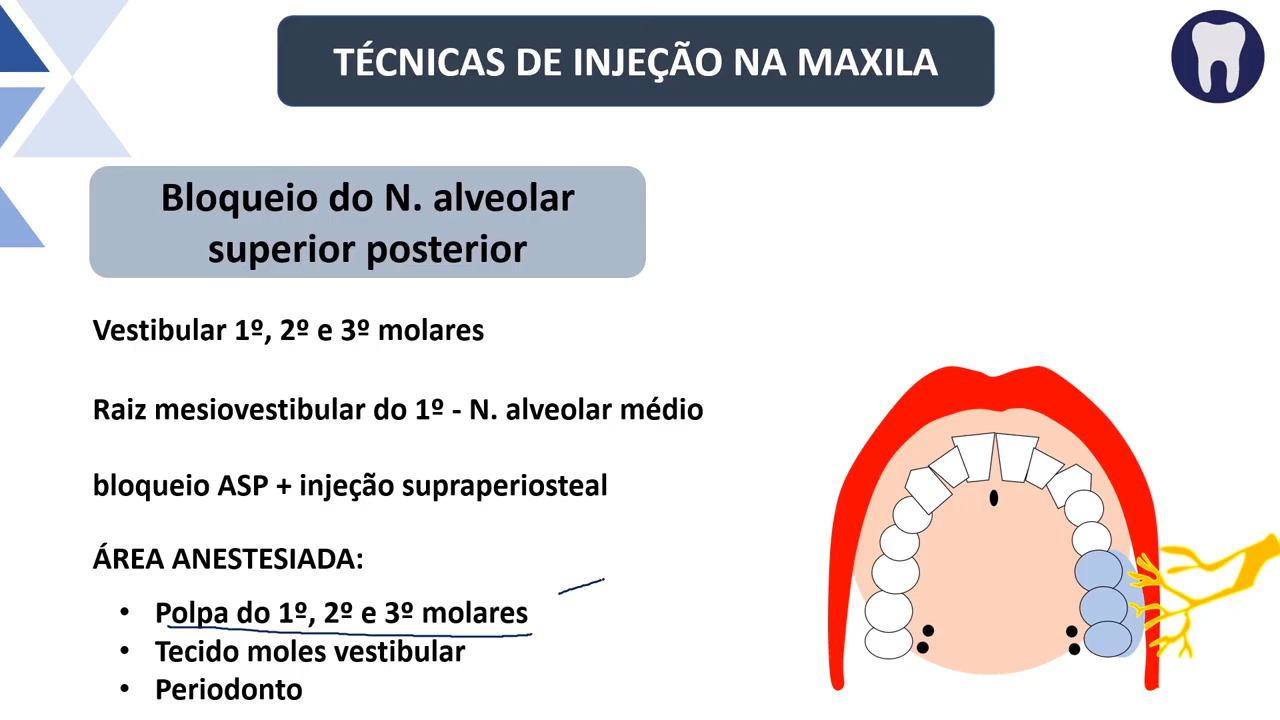 TÉCNICAS DE INJEÇÃO NA MAXILA
Bloqueio do N. alveolar
superior posterior
Vestibular 1º, 2º e 3º molares
Raiz mesiovestibular do 1º - N. alveolar médio
bloqueio ASP + injeção supraperiosteal
ÁREA ANESTESIADA:
• Polpa do 1º, 2º e 3º molares
• Tecido moles vestibular
• Periodonto